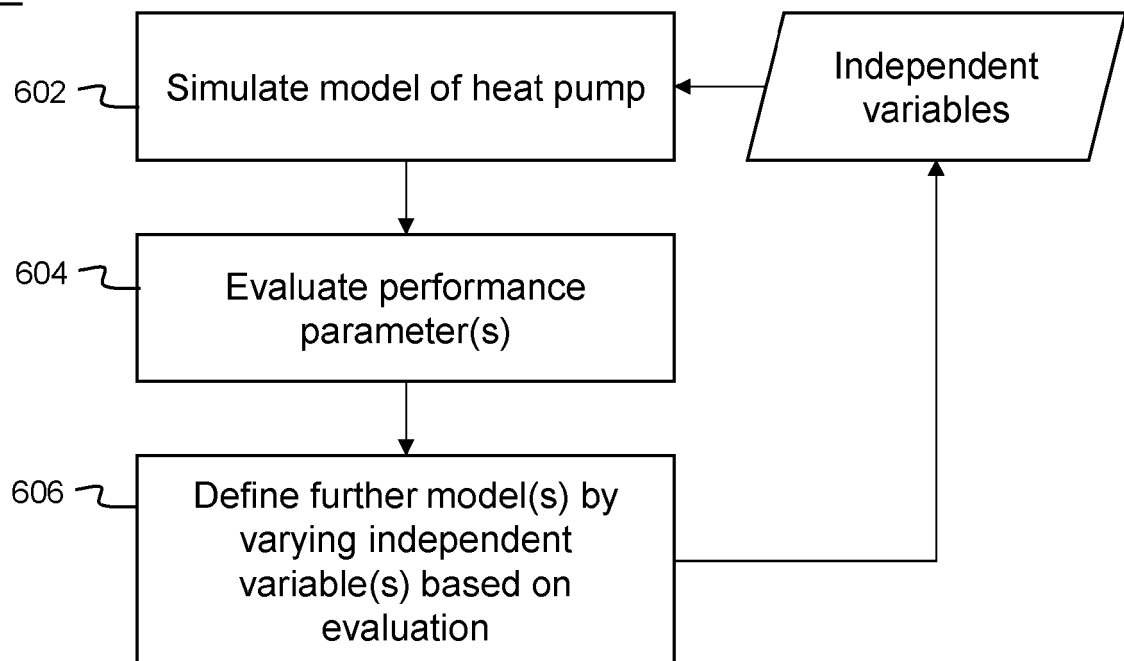 602
Simulate model of heat pump
Independent
variables
604
Evaluate performance
parameter(s)
606
Define further model(s) by
varying independent
variable(s) based on
evaluation